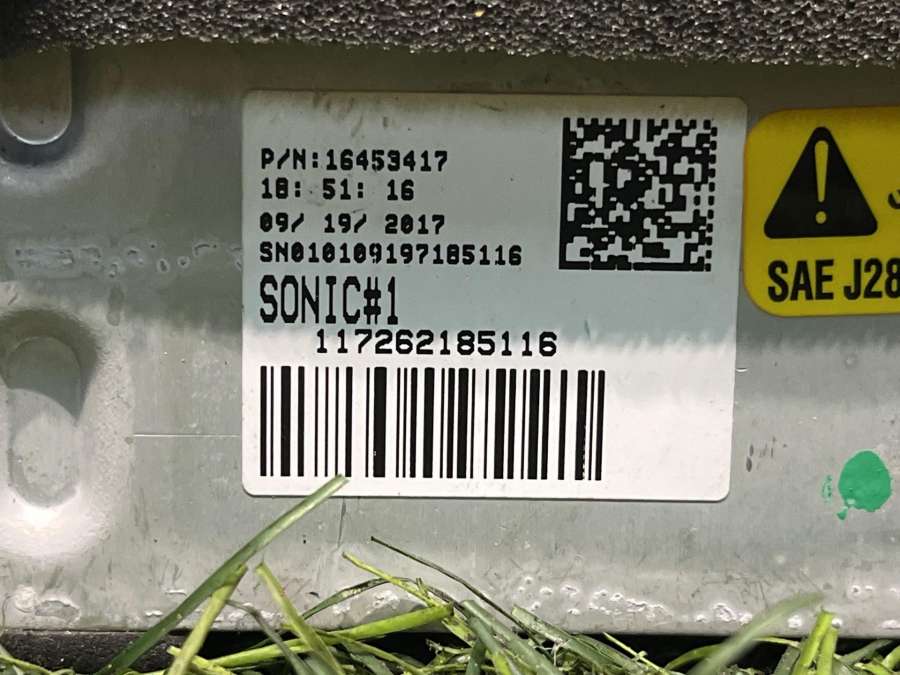 P/N:16453417
18: 51: 16
09/ 19/ 2017
SN010109197185116
SONIC#1
117262185116
SAE J28